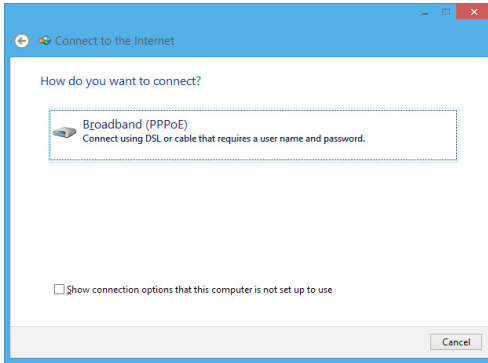 Connect to the Internet
How do you want to connect?
Broadband (PPPoE)
Connect using DSL or cable that requires a user name and password.
Show connection options that this computer is not set up to use
Cancel